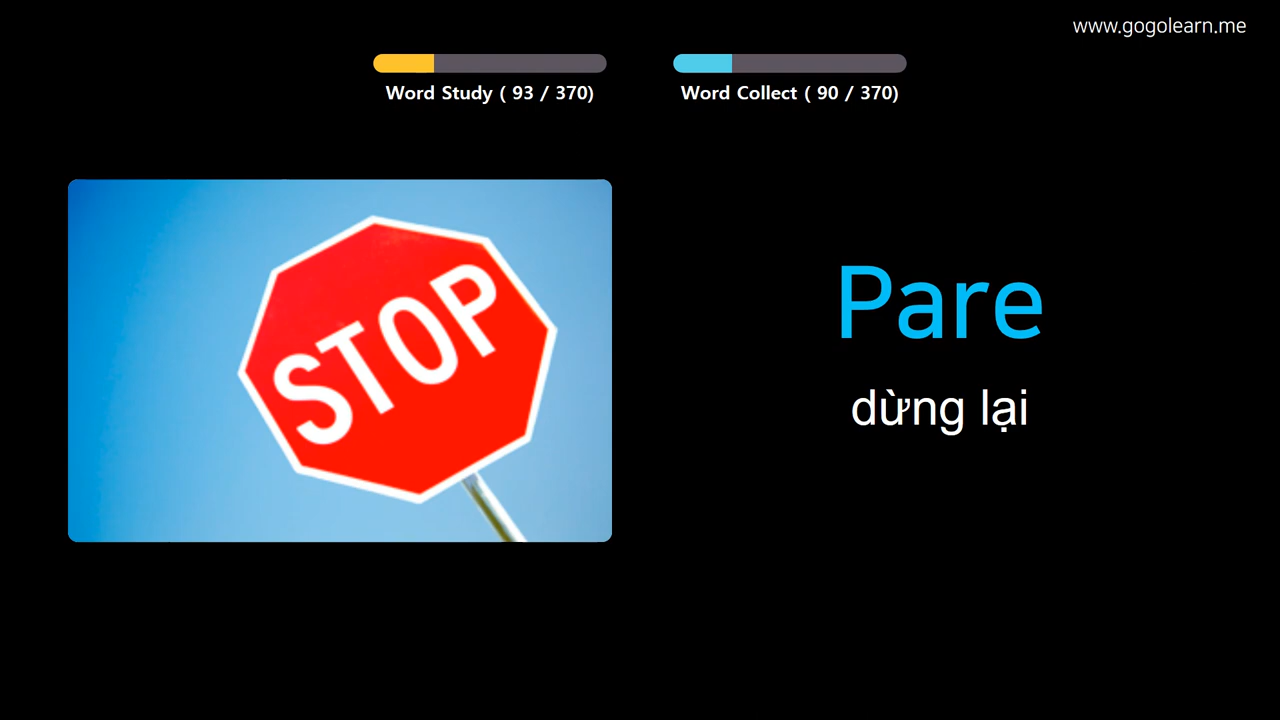 www.gogolearn.me
Word Study ( 93 / 370)
Word Collect ( 90 / 370)
STOP
Pare
dừng lại